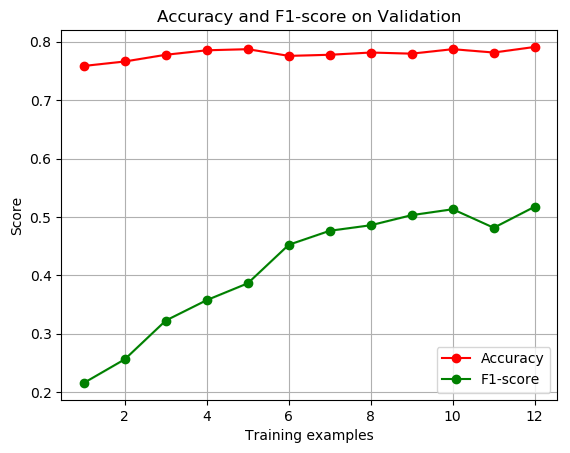 Accuracy and F1-score on Validation
0.8
0.7
0.6
0.5
0.4
0.3
0.2
Score
2 4 6 8 10 12
Training examples
Accuracy
F1-score